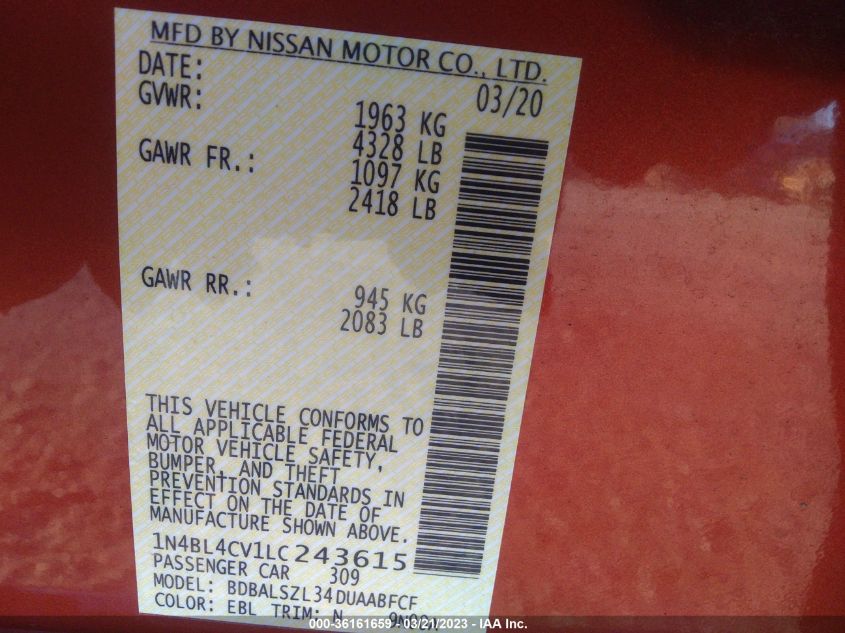 MFD BY NISSAN MOTOR CO., LTD.
DATE: 03/20
GVWR: 1963 KG
4328 LB
GAWR FR.: 1097 KG
2418 LB
GAWR RR.: 945 KG
2083 LB
THIS VEHICLE CONFORMS TO
ALL APPLICABLE FEDERAL
MOTOR VEHICLE SAFETY,
BUMPER, AND THEFT
PREVENTION STANDARDS IN
EFFECT ON THE DATE OF
MANUFACTURE SHOWN ABOVE.
1N4BL4CV1LC243615
PASSENGER CAR 309
MODEL: BDBALSZL34DUAABFCF
COLOR: EBL TRIM: N
000-36161659 - 03/21/2023 - IAA Inc.